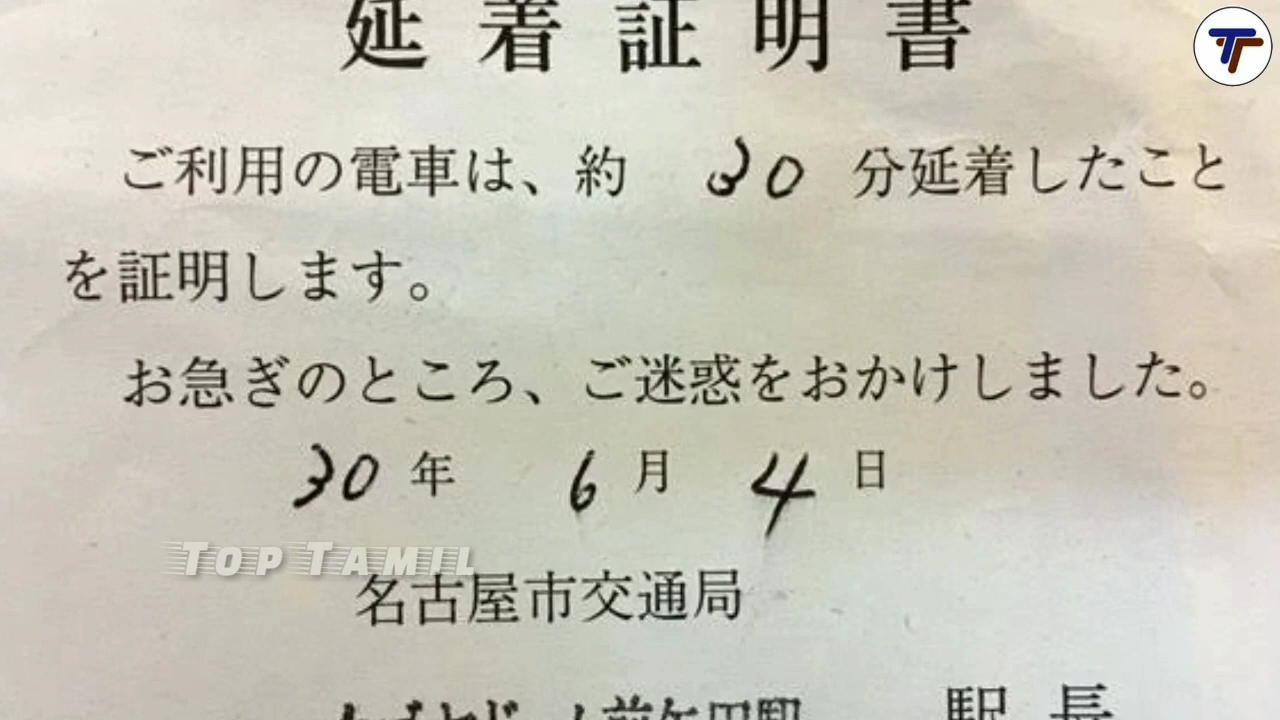 延着証明書
ご利用の電車は、約 30 分延着したこと
を証明します。
お急ぎのところ、ご迷惑をおかけしました。
30 年 6 月 4 日
TOP TAMIL
名古屋市交通局
駅長